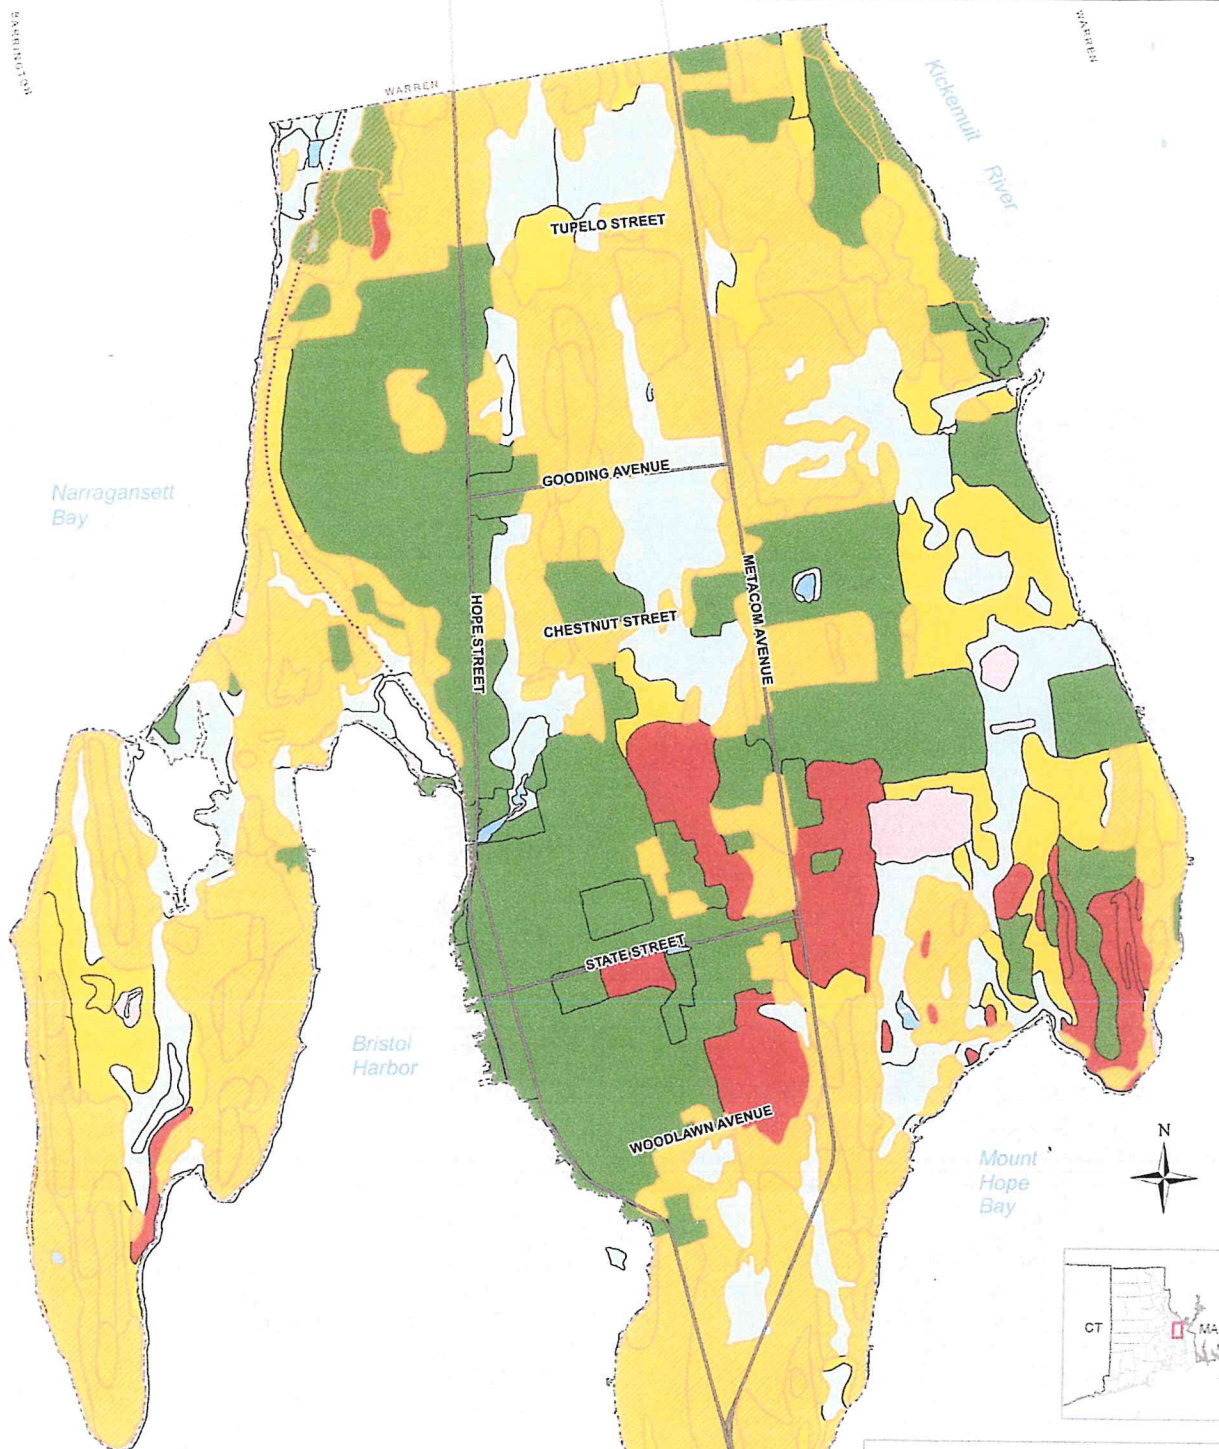 BARRINGTON
WARREN
WARREN
Kickemuit
River
TUPELO STREET
Narragansett
Bay
GOODING AVENUE
HOPE STREET
METACOM AVENUE
CHESTNUT STREET
STATE STREET
Bristol
Harbor
WOODLAWN AVENUE
Mount
Hope
Bay
N
CT
MA